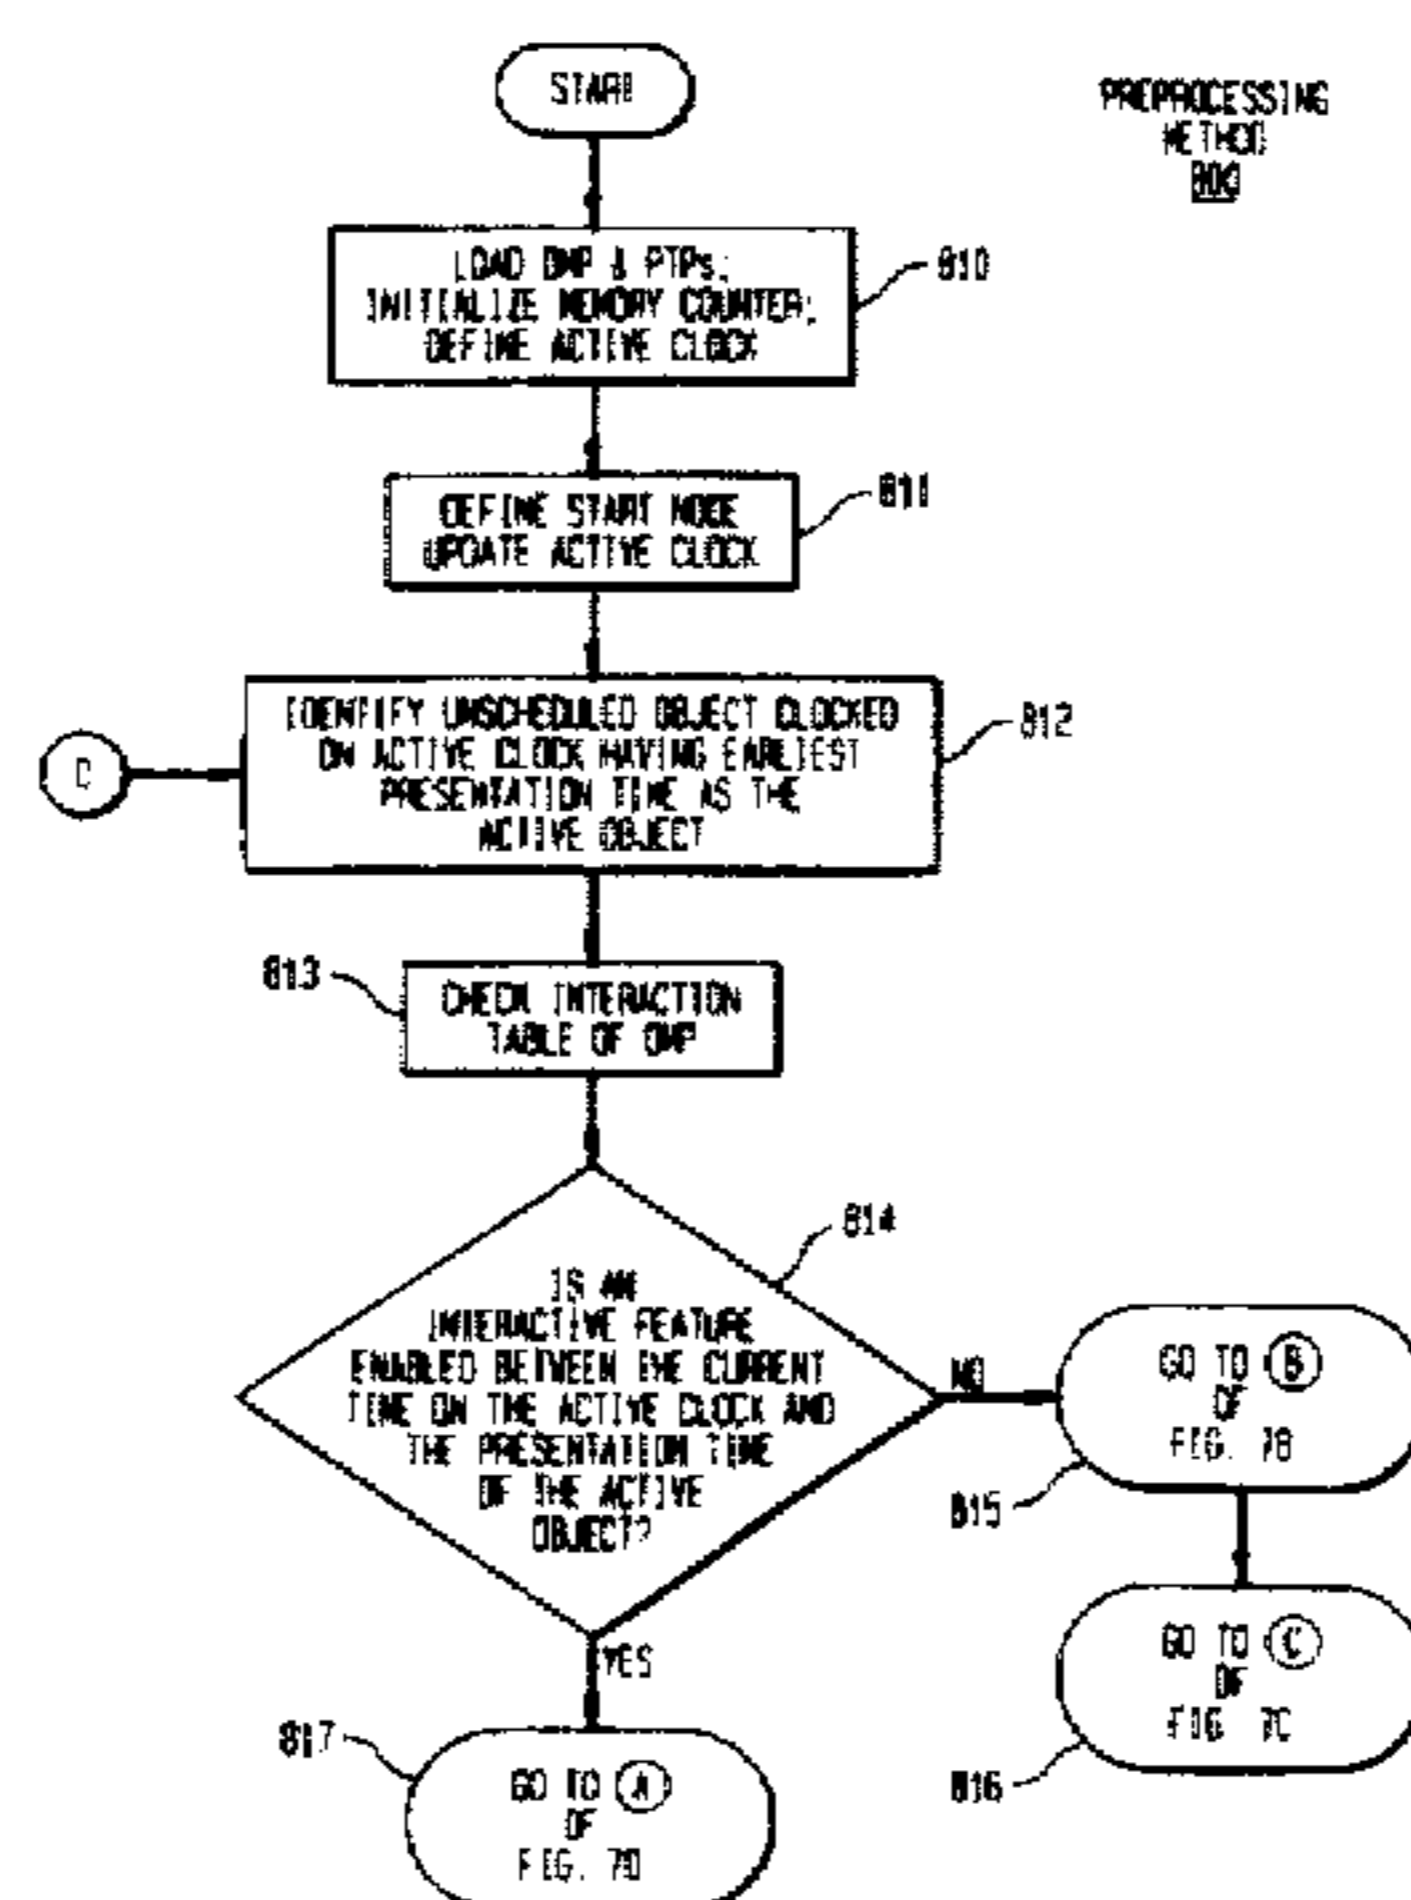 START
PREPROCESSING
METHOD
800
LOAD OMP & PTPs;
INITIALIZE MEMORY COUNTER;
DEFINE ACTIVE CLOCK
810
DEFINE START NODE
UPDATE ACTIVE CLOCK
811
IDENTIFY UNSCHEDULED OBJECT CLOCKED
ON ACTIVE CLOCK HAVING EARLIEST
PRESENTATION TIME AS THE
ACTIVE OBJECT
812
813
CHECK INTERACTION
TABLE OF OMP
814
IS AN
INTERACTIVE FEATURE
ENABLED BETWEEN THE CURRENT
TIME ON THE ACTIVE CLOCK AND
THE PRESENTATION TIME
OF THE ACTIVE
OBJECT?
NO
GO TO B
OF
FIG. 7B
815
GO TO C
OF
FIG 7C
816
YES
817
GO TO A
OF
FIG. 7D